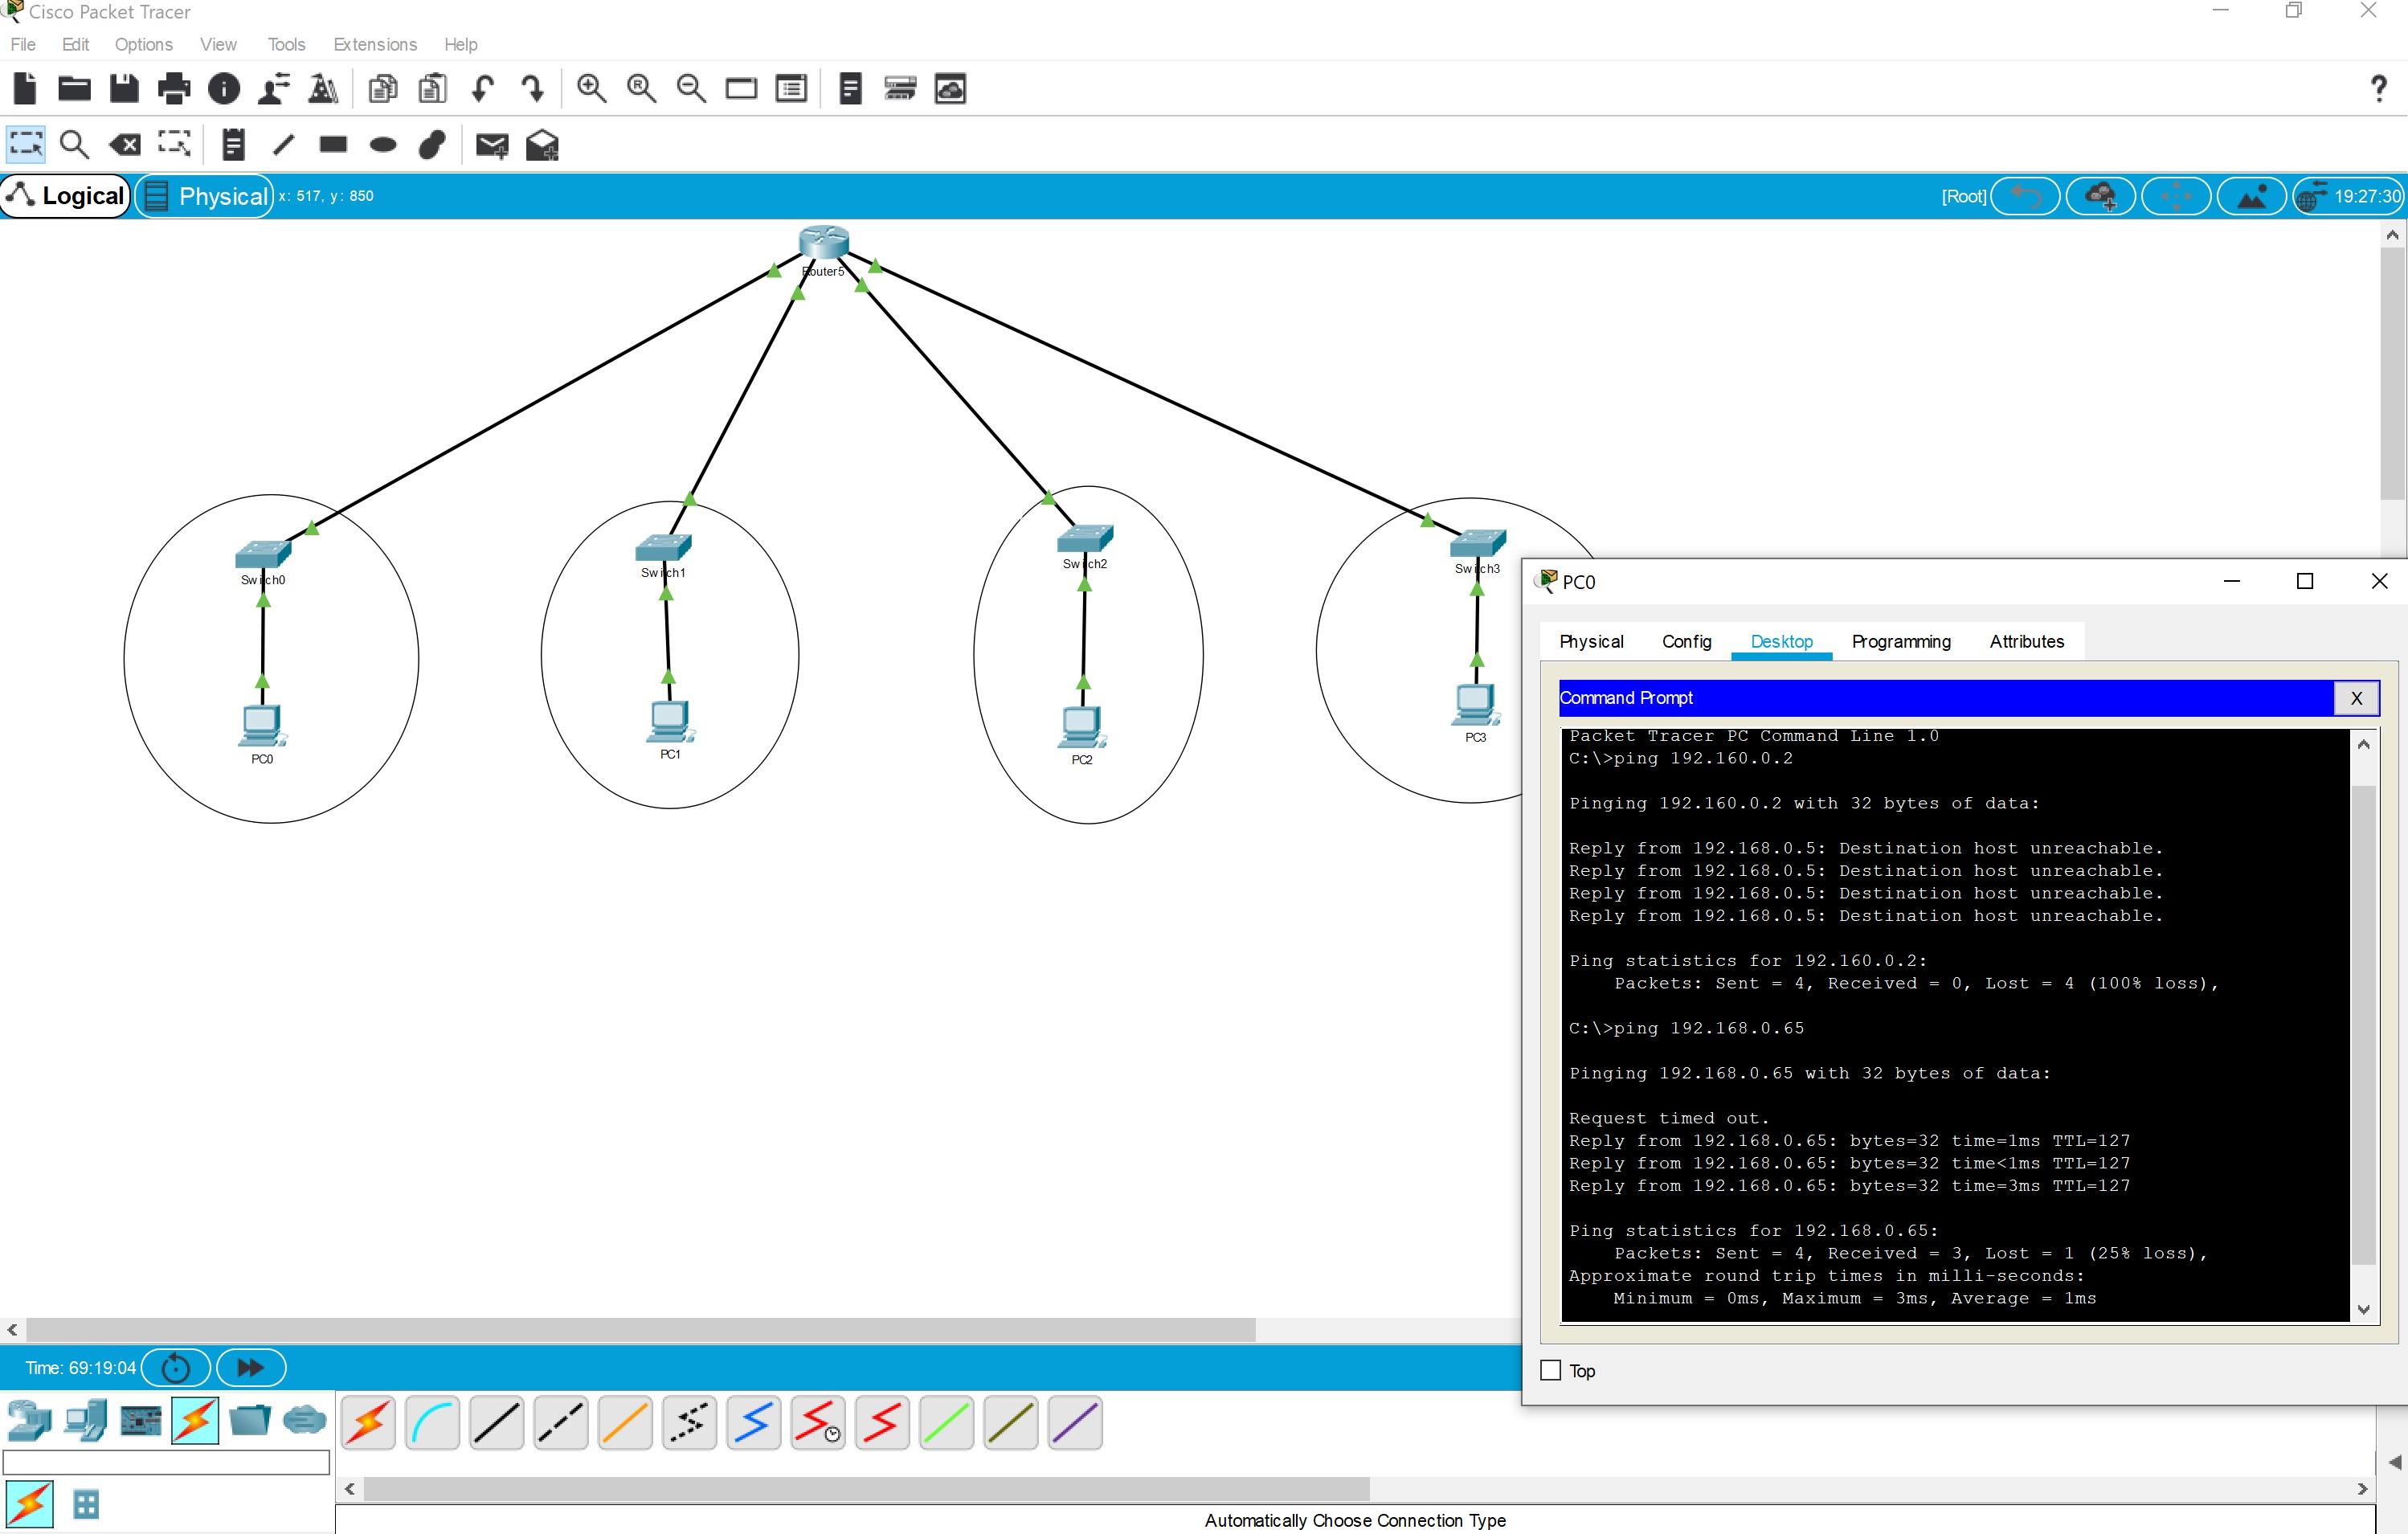 Cisco Packet Tracer
File Edit Options View Tools Extensions Help
Logical Physical x: 517, y: 850 [Root] 19:27:30
Router5
Switch0
Switch1
Switch2
Switch3
PC0
PC1
PC2
PC3
PC0
Physical Config Desktop Programming Attributes
Command Prompt X
Packet Tracer PC Command Line 1.0
C:\>ping 192.160.0.2
Pinging 192.160.0.2 with 32 bytes of data:
Reply from 192.168.0.5: Destination host unreachable.
Reply from 192.168.0.5: Destination host unreachable.
Reply from 192.168.0.5: Destination host unreachable.
Reply from 192.168.0.5: Destination host unreachable.
Ping statistics for 192.160.0.2:
Packets: Sent = 4, Received = 0, Lost = 4 (100% loss),
C:\>ping 192.168.0.65
Pinging 192.168.0.65 with 32 bytes of data:
Request timed out.
Reply from 192.168.0.65: bytes=32 time=1ms TTL=127
Reply from 192.168.0.65: bytes=32 time<1ms TTL=127
Reply from 192.168.0.65: bytes=32 time=3ms TTL=127
Ping statistics for 192.168.0.65:
Packets: Sent = 4, Received = 3, Lost = 1 (25% loss),
Approximate round trip times in milli-seconds:
Minimum = 0ms, Maximum = 3ms, Average = 1ms
Top
Time: 69:19:04
Automatically Choose Connection Type